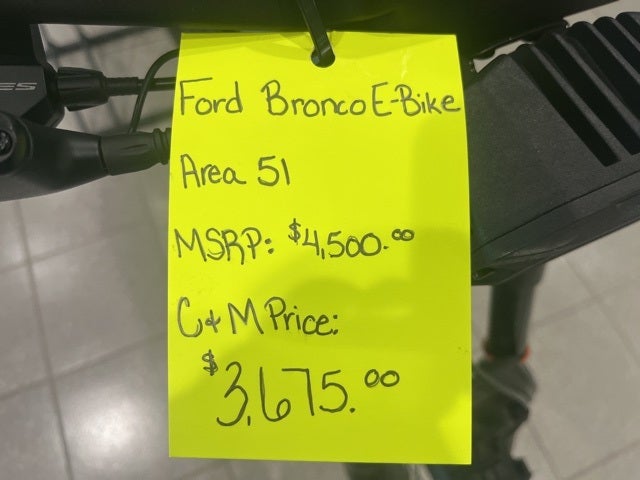 Ford Bronco E-Bike
Area 51
MSRP: $4,500.00
C+M Price:
$3,675.00